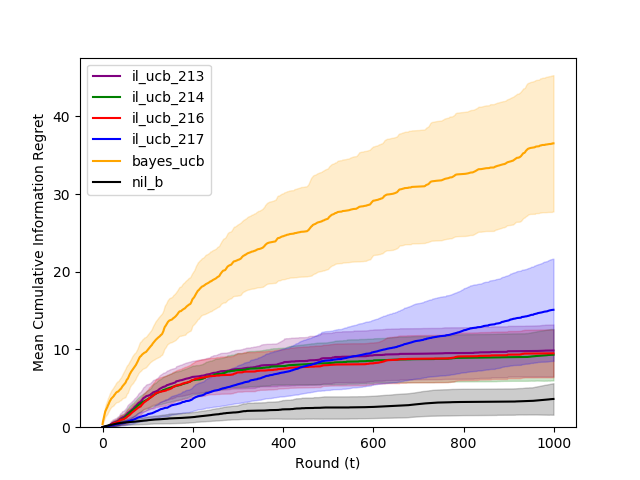 il_ucb_213
il_ucb_214
il_ucb_216
il_ucb_217
bayes_ucb
nil_b
Mean Cumulative Information Regret
40
30
20
10
0
0 200 400 600 800 1000
Round (t)